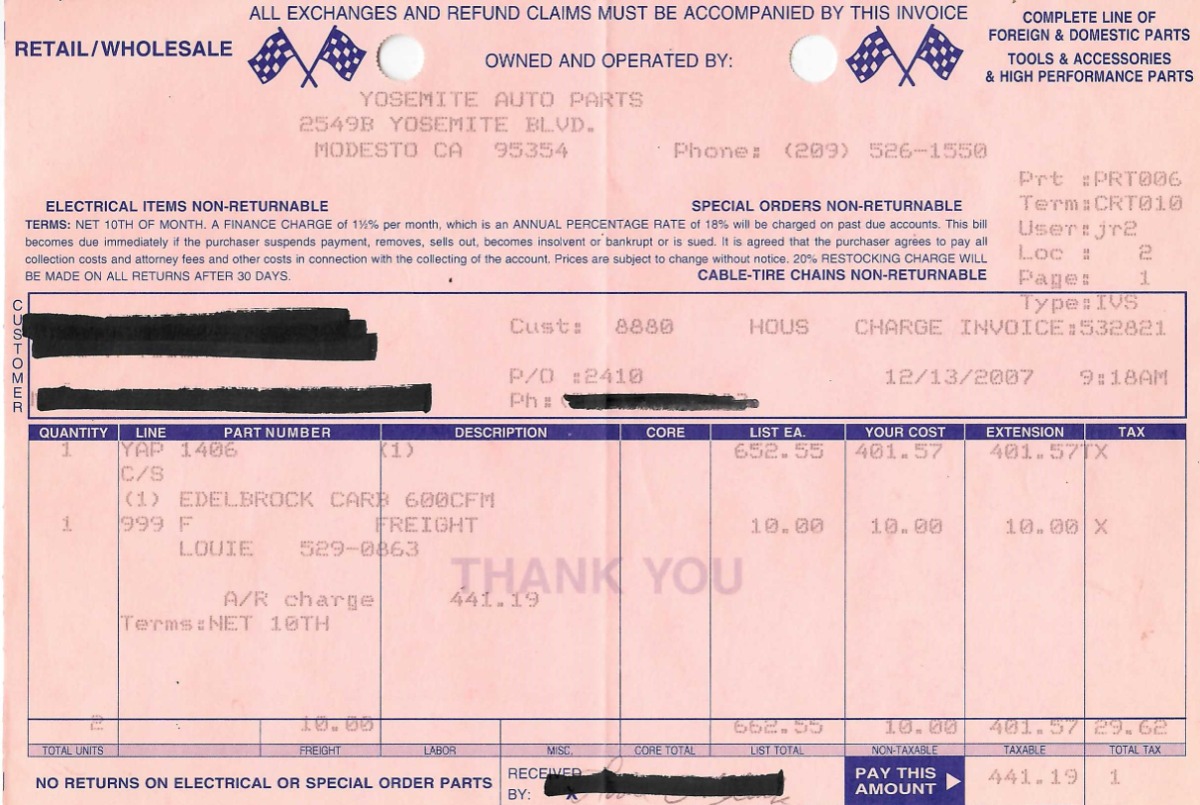 ALL EXCHANGES AND REFUND CLAIMS MUST BE ACCOMPANIED BY THIS INVOICE
RETAIL/WHOLESALE
OWNED AND OPERATED BY:
COMPLETE LINE OF
FOREIGN & DOMESTIC PARTS
TOOLS & ACCESSORIES
& HIGH PERFORMANCE PARTS
YOSEMITE AUTO PARTS
2549B YOSEMITE BLVD.
MODESTO CA 95354 Phone: (209) 526-1550
Prt :PRT006
Term:CRT010
User:jr2
Loc : 2
Page: 1
Type:IVS
ELECTRICAL ITEMS NON-RETURNABLE SPECIAL ORDERS NON-RETURNABLE
TERMS: NET 10TH OF MONTH. A FINANCE CHARGE of 1½% per month, which is an ANNUAL PERCENTAGE RATE of 18% will be charged on past due accounts. This bill
becomes due immediately if the purchaser suspends payment, removes, sells out, becomes insolvent or bankrupt or is sued. It is agreed that the purchaser agrees to pay all
collection costs and attorney fees and other costs in connection with the collecting of the account. Prices are subject to change without notice. 20% RESTOCKING CHARGE WILL
BE MADE ON ALL RETURNS AFTER 30 DAYS. CABLE-TIRE CHAINS NON-RETURNABLE
CUSTOMER
Cust: 8880 HOUS CHARGE INVOICE:532821
P/O :2410 12/13/2007 9:18AM
Ph:
QUANTITY LINE PART NUMBER DESCRIPTION CORE LIST EA. YOUR COST EXTENSION TAX
1 YAP 1406 (1) 652.55 401.57 401.57TX
C/S
(1) EDELBROCK CARB 600CFM
1 999 F FREIGHT 10.00 10.00 10.00 X
LOUIE 529-0863
THANK YOU
A/R charge 441.19
Terms:NET 10TH
2 10.00 662.55 10.00 401.57 29.62
TOTAL UNITS FREIGHT LABOR MISC. CORE TOTAL LIST TOTAL NON-TAXABLE TAXABLE TOTAL TAX
NO RETURNS ON ELECTRICAL OR SPECIAL ORDER PARTS
RECEIVED
BY: X
PAY THIS
AMOUNT
441.19 1